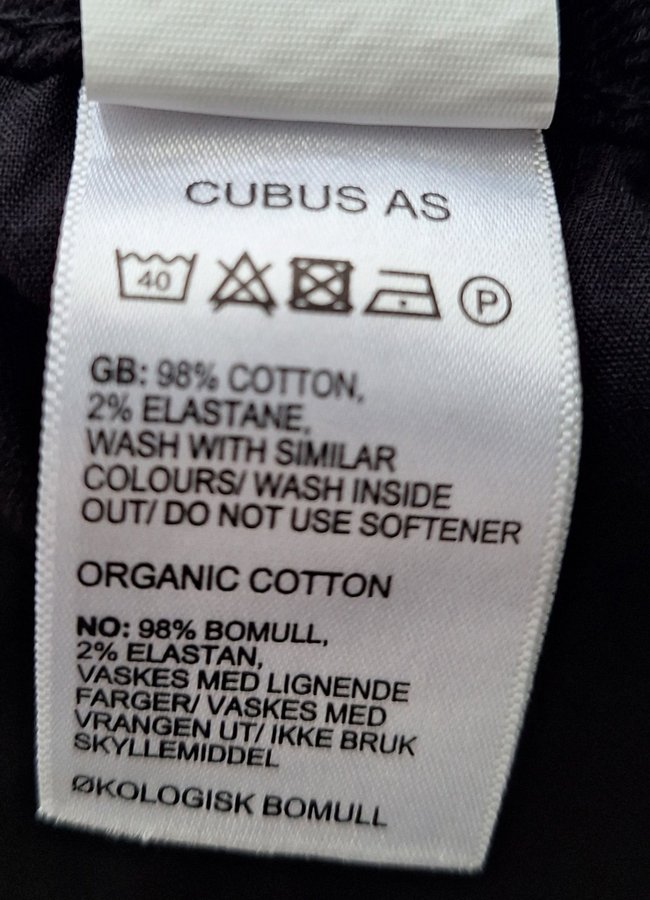 CUBUS AS
40 P
GB: 98% COTTON,
2% ELASTANE,
WASH WITH SIMILAR
COLOURS/ WASH INSIDE
OUT/ DO NOT USE SOFTENER
ORGANIC COTTON
NO: 98% BOMULL,
2% ELASTAN,
VASKES MED LIGNENDE
FARGER/ VASKES MED
VRANGEN UT/ IKKE BRUK
SKYLLEMIDDEL
ØKOLOGISK BOMULL